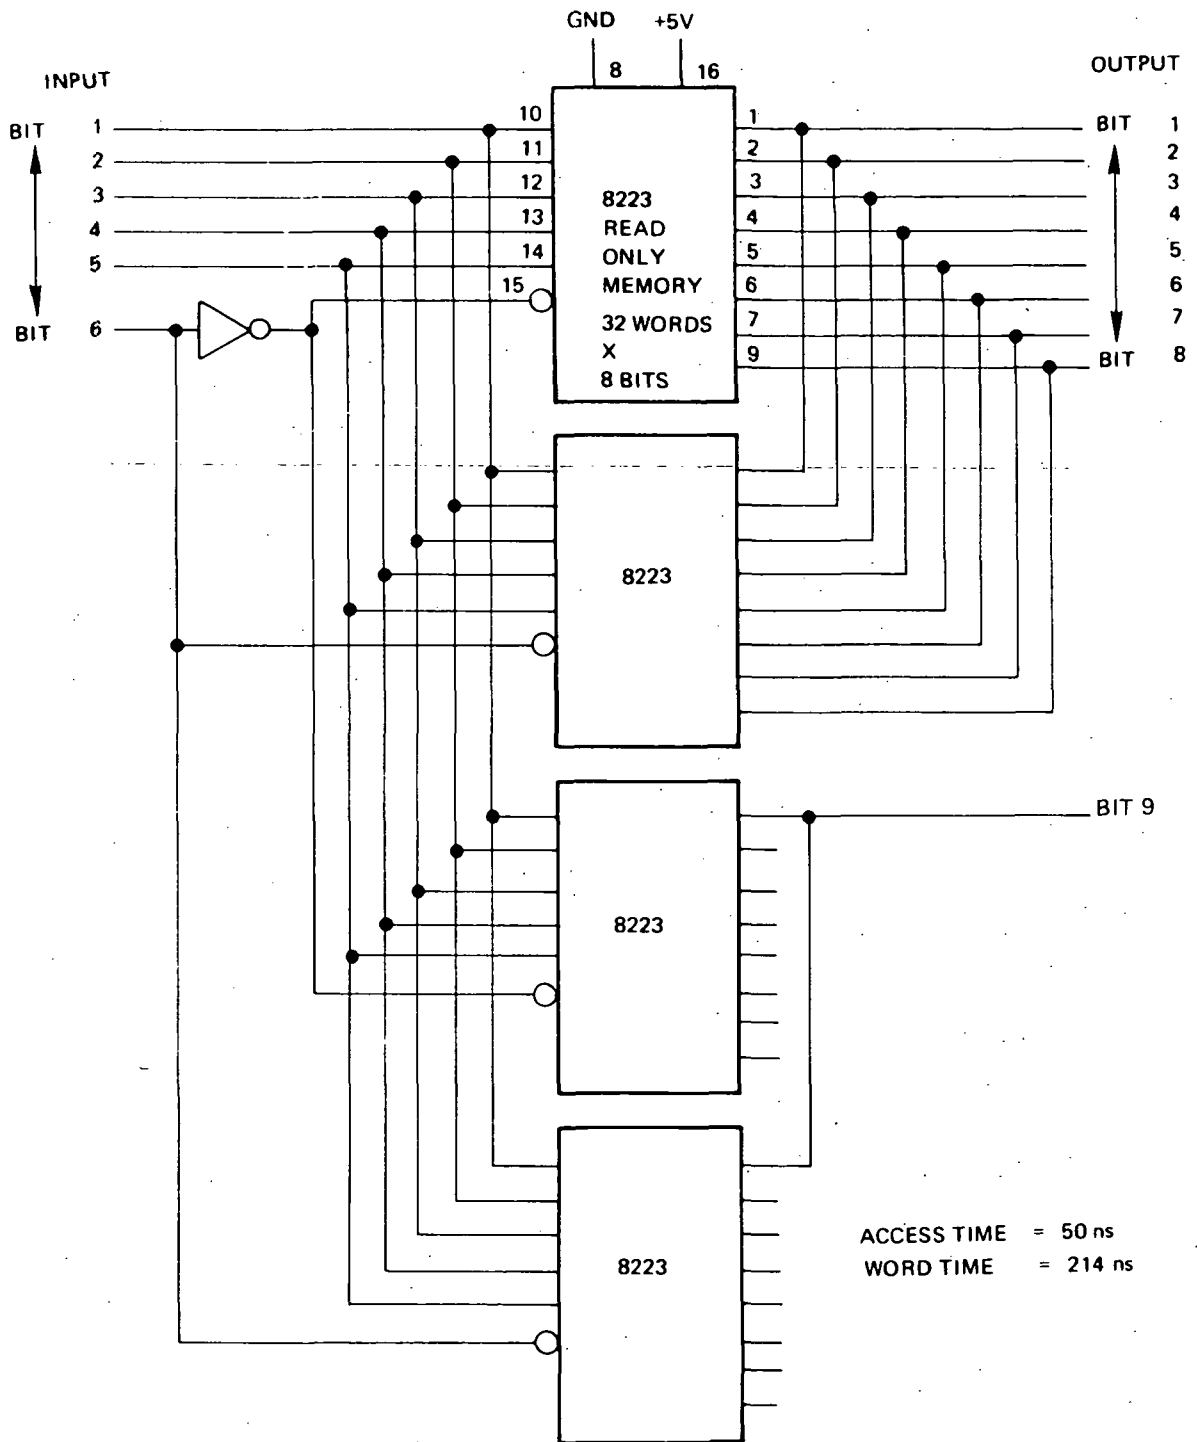 GND +5V
8 16
INPUT
OUTPUT
BIT 1 10 1 BIT 1
2 11 2 2
3 12 3 3
4 13 4 4
5 14 5 5
15 6 6
BIT 6 7 7
9 BIT 8
8223
READ
ONLY
MEMORY
32 WORDS
X
8 BITS
8223
BIT 9
8223
8223
ACCESS TIME = 50 ns
WORD TIME = 214 ns